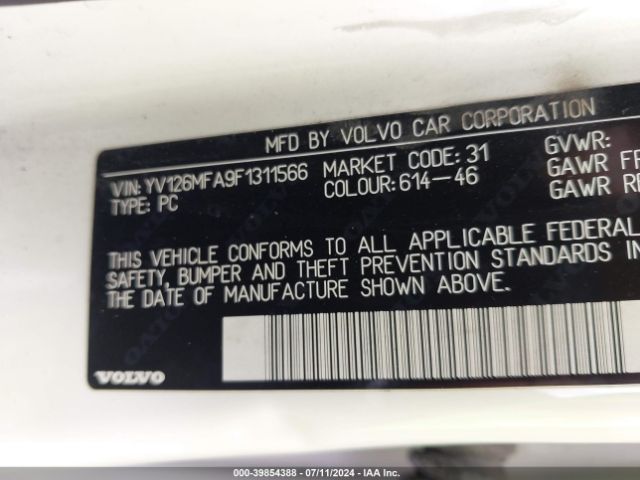 MFD BY VOLVO CAR CORPORATION
VIN: YV126MFA9F1311566 MARKET CODE: 31 GVWR:
TYPE: PC COLOUR: 614-46 GAWR FR
GAWR RE
THIS VEHICLE CONFORMS TO ALL APPLICABLE FEDERAL
SAFETY, BUMPER AND THEFT PREVENTION STANDARDS IN
THE DATE OF MANUFACTURE SHOWN ABOVE.
VOLVO
000-39854388 - 07/11/2024 - IAA Inc.